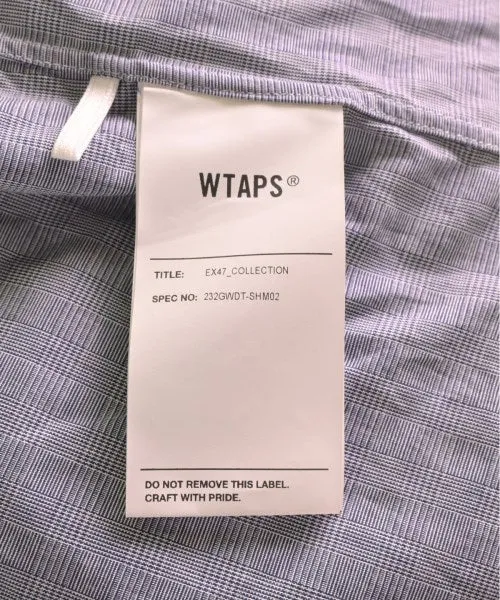 WTAPS®
TITLE: EX47_COLLECTION
SPEC NO: 232GWDT-SHM02
DO NOT REMOVE THIS LABEL.
CRAFT WITH PRIDE.